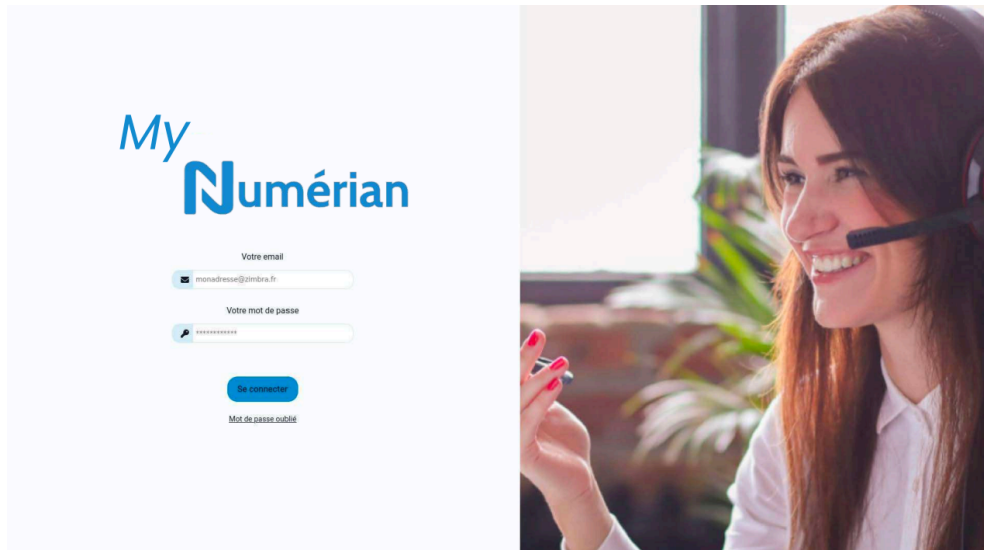 My
Numérian
Votre email
monadresse@zimbra.fr
Votre mot de passe
************
Se connecter
Mot de passe oublié